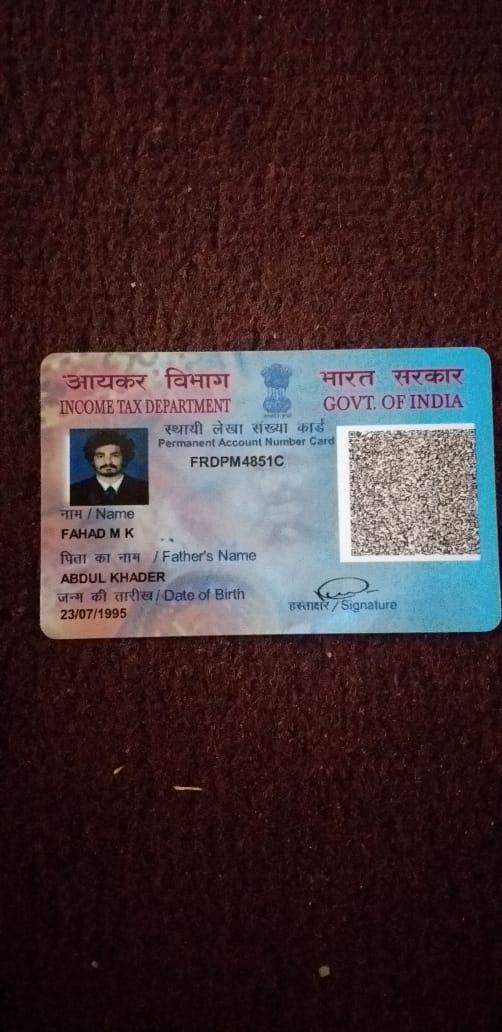 आयकर विभाग
INCOME TAX DEPARTMENT
भारत सरकार
GOVT. OF INDIA
स्थायी लेखा संख्या कार्ड
Permanent Account Number Card
FRDPM4851C
नाम / Name
FAHAD M K
पिता का नाम / Father's Name
ABDUL KHADER
जन्म की तारीख / Date of Birth
23/07/1995
हस्ताक्षर / Signature